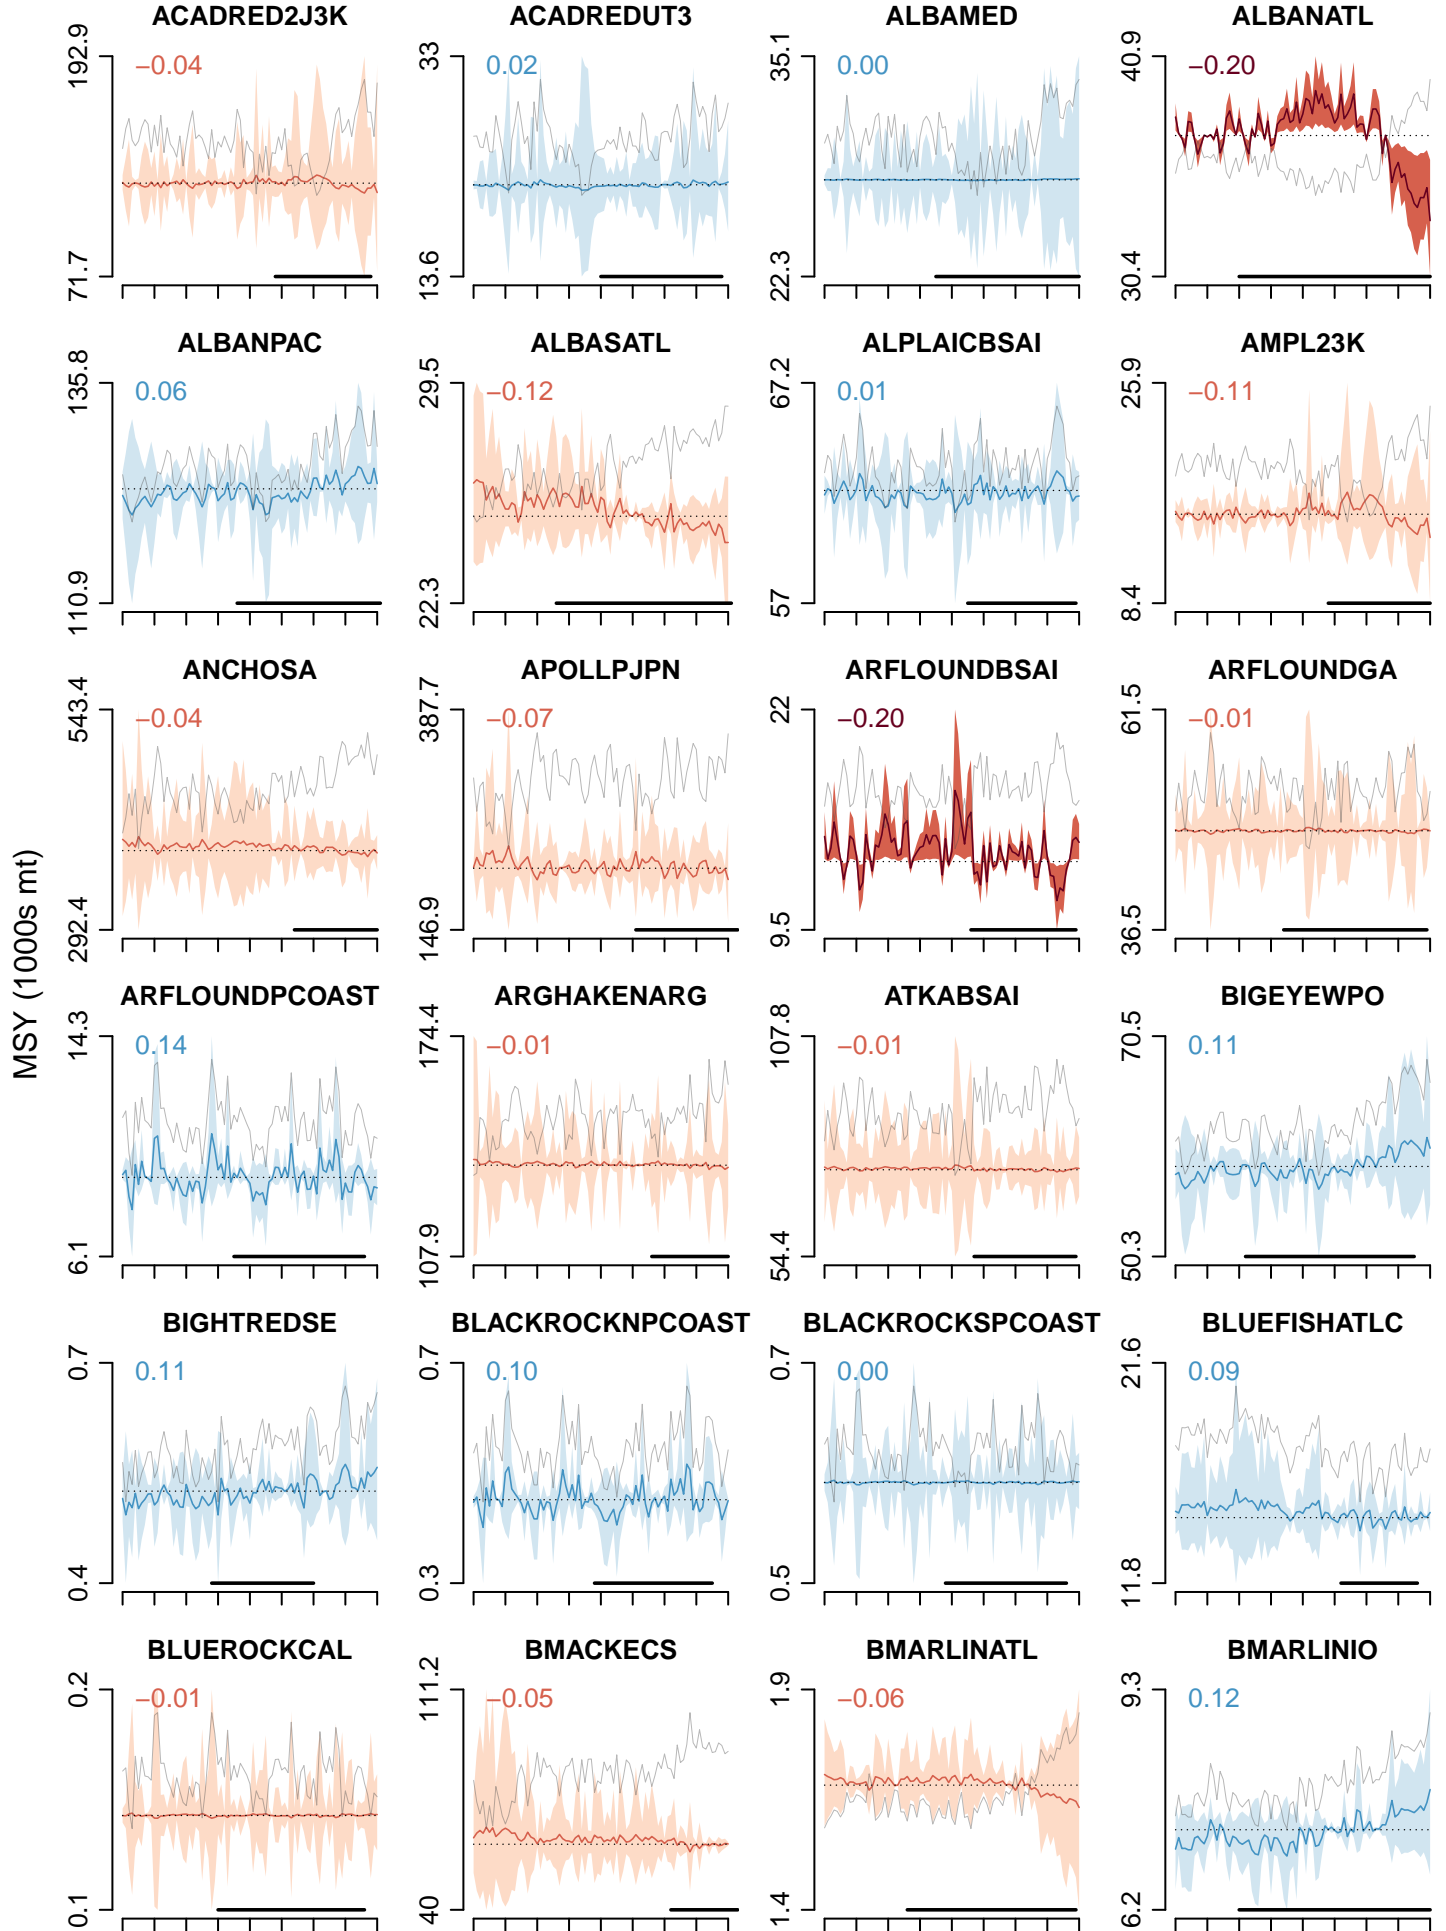 ACADRED2J3K ACADREDUT3 ALBAMED ALBANATL
192.9 −0.04 71.7 33 0.02 13.6 35.1 0.00 22.3 40.9 −0.20 30.4
ALBANPAC ALBASATL ALPLAICBSAI AMPL23K
135.8 0.06 110.9 29.5 −0.12 22.3 67.2 0.01 57 25.9 −0.11 8.4
ANCHOSA APOLLPJPN ARFLOUNDBSAI ARFLOUNDGA
543.4 −0.04 292.4 387.7 −0.07 146.9 22 −0.20 9.5 61.5 −0.01 36.5
MSY (1000s mt)
ARFLOUNDPCOAST ARGHAKENARG ATKABSAI BIGEYEWPO
14.3 0.14 6.1 174.4 −0.01 107.9 107.8 −0.01 54.4 70.5 0.11 50.3
BIGHTREDSE BLACKROCKNPCOAST BLACKROCKSPCOAST BLUEFISHATLC
0.7 0.11 0.4 0.7 0.10 0.3 0.7 0.00 0.5 21.6 0.09 11.8
BLUEROCKCAL BMACKECS BMARLINATL BMARLINIO
0.2 −0.01 0.1 111.2 −0.05 40 1.9 −0.06 1.4 9.3 0.12 6.2